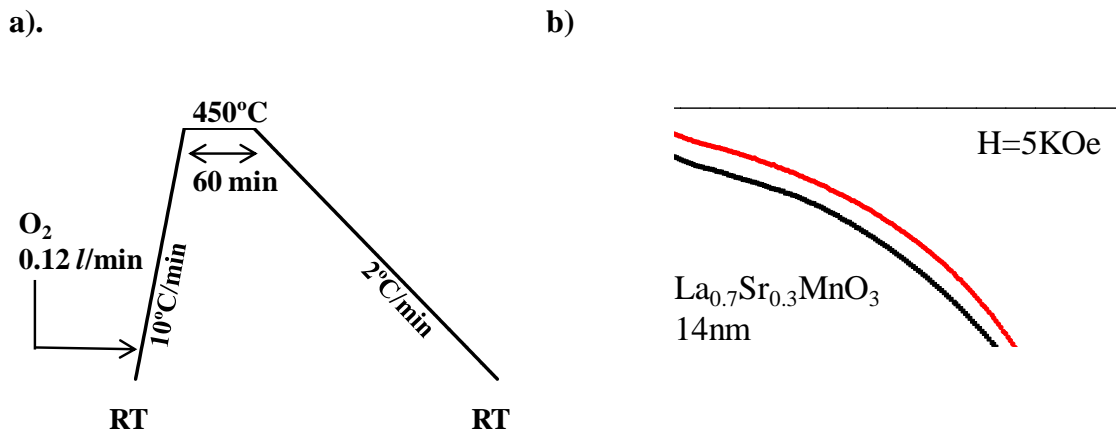 a).
b)
450ºC
60 min
O₂
0.12 l/min
10ºC/min
2ºC/min
RT
RT
H=5KOe
La₀.₇Sr₀.₃MnO₃
14nm